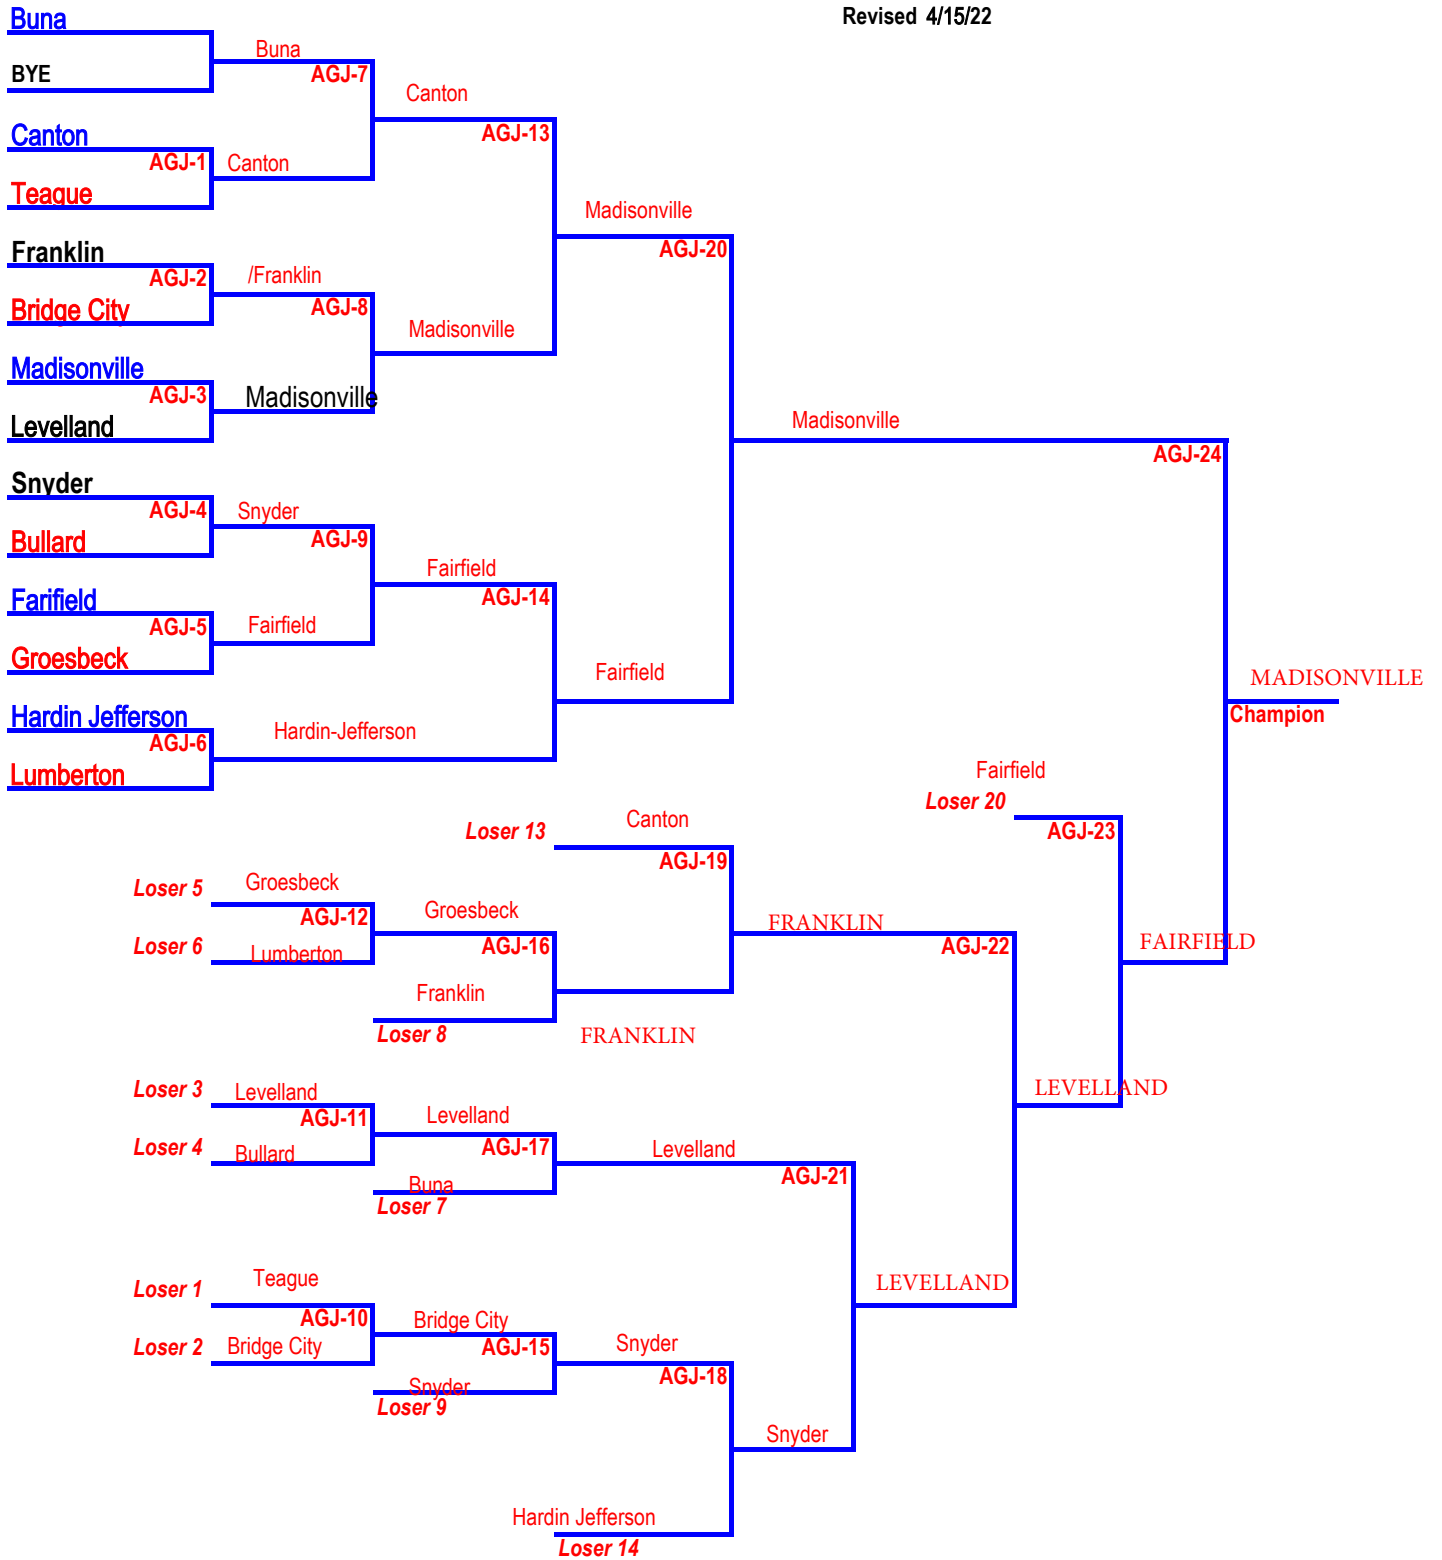 Revised 4/15/22
Buna
BYE
Buna
AGJ-7
Canton
AGJ-13
Canton
AGJ-1
Canton
Teague
Madisonville
AGJ-20
Franklin
AGJ-2
/Franklin
Bridge City
AGJ-8
Madisonville
Madisonville
AGJ-3
Madisonville
Levelland
Madisonville
AGJ-24
Snyder
AGJ-4
Snyder
Bullard
AGJ-9
Fairfield
AGJ-14
Farifield
AGJ-5
Fairfield
Groesbeck
Fairfield
MADISONVILLE
Champion
Hardin Jefferson
AGJ-6
Hardin-Jefferson
Lumberton
Fairfield
Loser 20
AGJ-23
Loser 13
Canton
AGJ-19
Loser 5
Groesbeck
AGJ-12
Groesbeck
Loser 6
Lumberton
AGJ-16
FRANKLIN
AGJ-22
FAIRFIELD
Franklin
Loser 8
FRANKLIN
Loser 3
Levelland
AGJ-11
Levelland
LEVELLAND
Loser 4
Bullard
AGJ-17
Levelland
AGJ-21
Buna
Loser 7
Loser 1
Teague
LEVELLAND
AGJ-10
Bridge City
Loser 2
Bridge City
AGJ-15
Snyder
AGJ-18
Snyder
Loser 9
Snyder
Hardin Jefferson
Loser 14